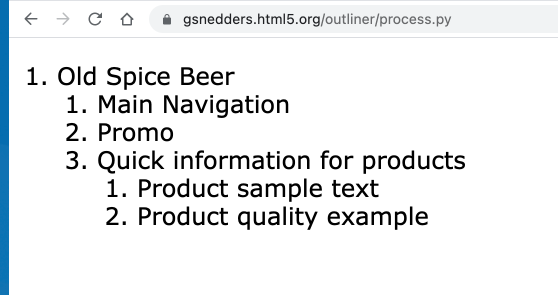 gsnedders.html5.org/outliner/process.py
1. Old Spice Beer
1. Main Navigation
2. Promo
3. Quick information for products
1. Product sample text
2. Product quality example